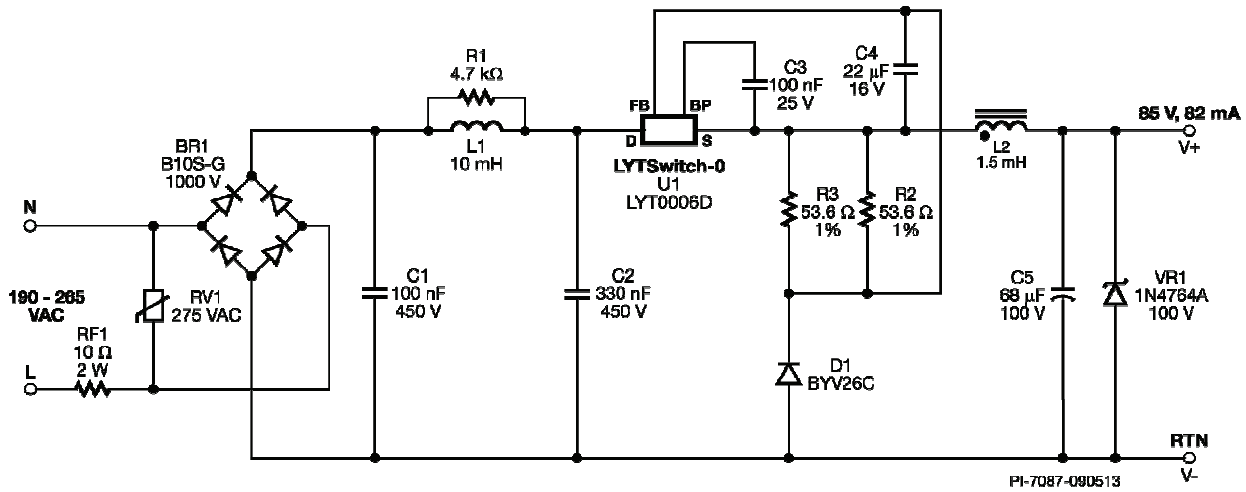 N
190 - 265
VAC
L
RF1
10 Ω
2 W
RV1
275 VAC
BR1
B10S-G
1000 V
C1
100 nF
450 V
R1
4.7 kΩ
L1
10 mH
C2
330 nF
450 V
FB
BP
D
S
LYTSwitch-0
U1
LYT0006D
C3
100 nF
25 V
C4
22 µF
16 V
R3
53.6 Ω
1%
R2
53.6 Ω
1%
D1
BYV26C
L2
1.5 mH
C5
68 µF
100 V
VR1
1N4764A
100 V
85 V, 82 mA
V+
RTN
V-
PI-7087-090513